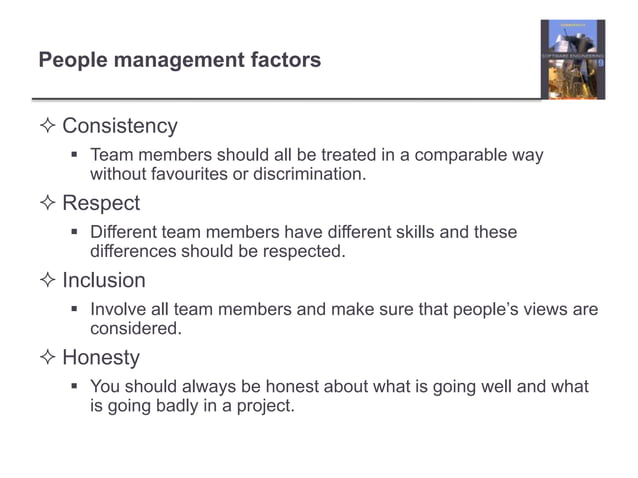 People management factors
SOFTWARE ENGINEERING
9
Consistency
Team members should all be treated in a comparable way
without favourites or discrimination.
Respect
Different team members have different skills and these
differences should be respected.
Inclusion
Involve all team members and make sure that people’s views are
considered.
Honesty
You should always be honest about what is going well and what
is going badly in a project.